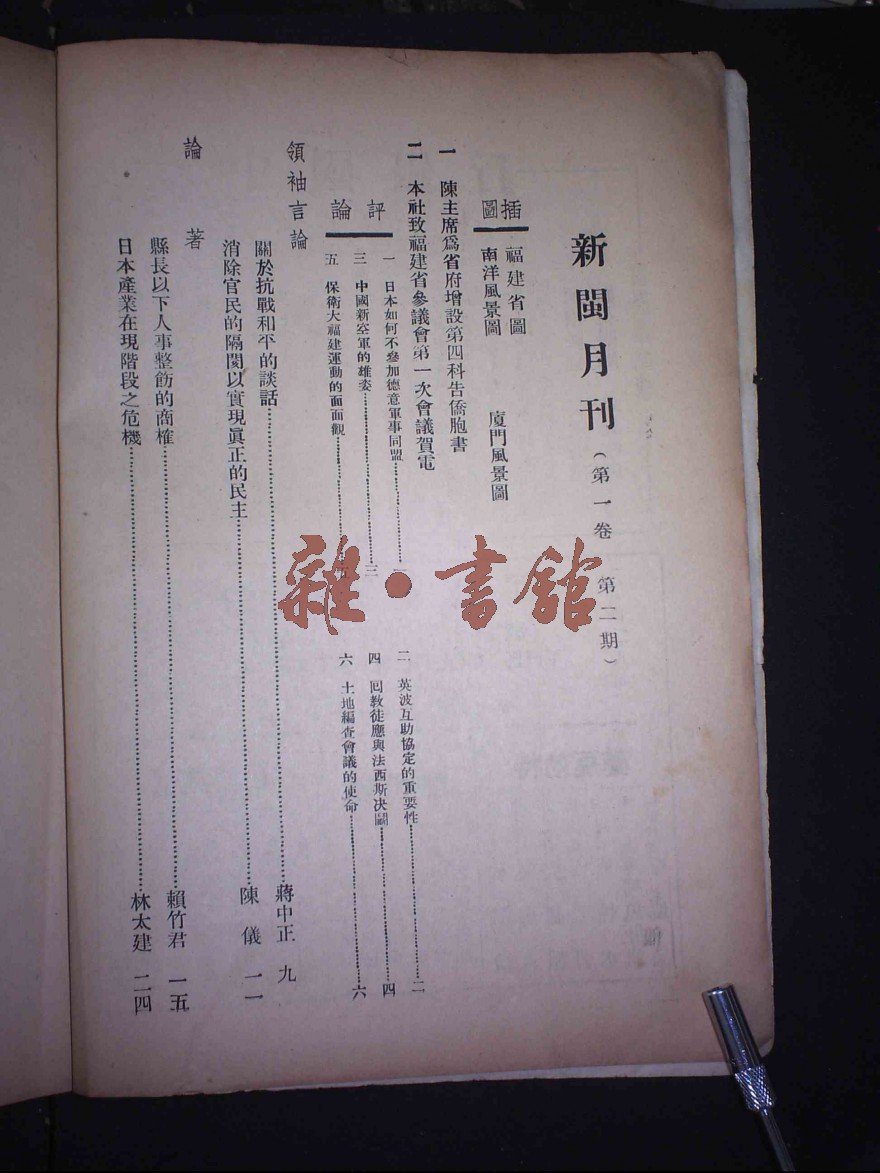 新閩月刊（第一卷 第二期）
插圖
福建省圖
南洋風景圖 廈門風景圖
一 陳主席爲省府增設第四科告僑胞書
二 本社致福建省參議會第一次會議賀電
評論
一 日本如何不參加德意軍事同盟 一
二 英波互助協定的重要性 二
三 中國新空軍的雄姿 三
四 回教徒應與法西斯決鬭 四
五 保衛大福建運動的面面觀 五
六 土地編查會議的使命 六
領袖言論
關於抗戰和平的談話 蔣中正 九
消除官民的隔閡以實現眞正的民主 陳儀 一一
論著
縣長以下人事整飭的商榷 賴竹君 一五
日本產業在現階段之危機 林太建 二四
雜·書館